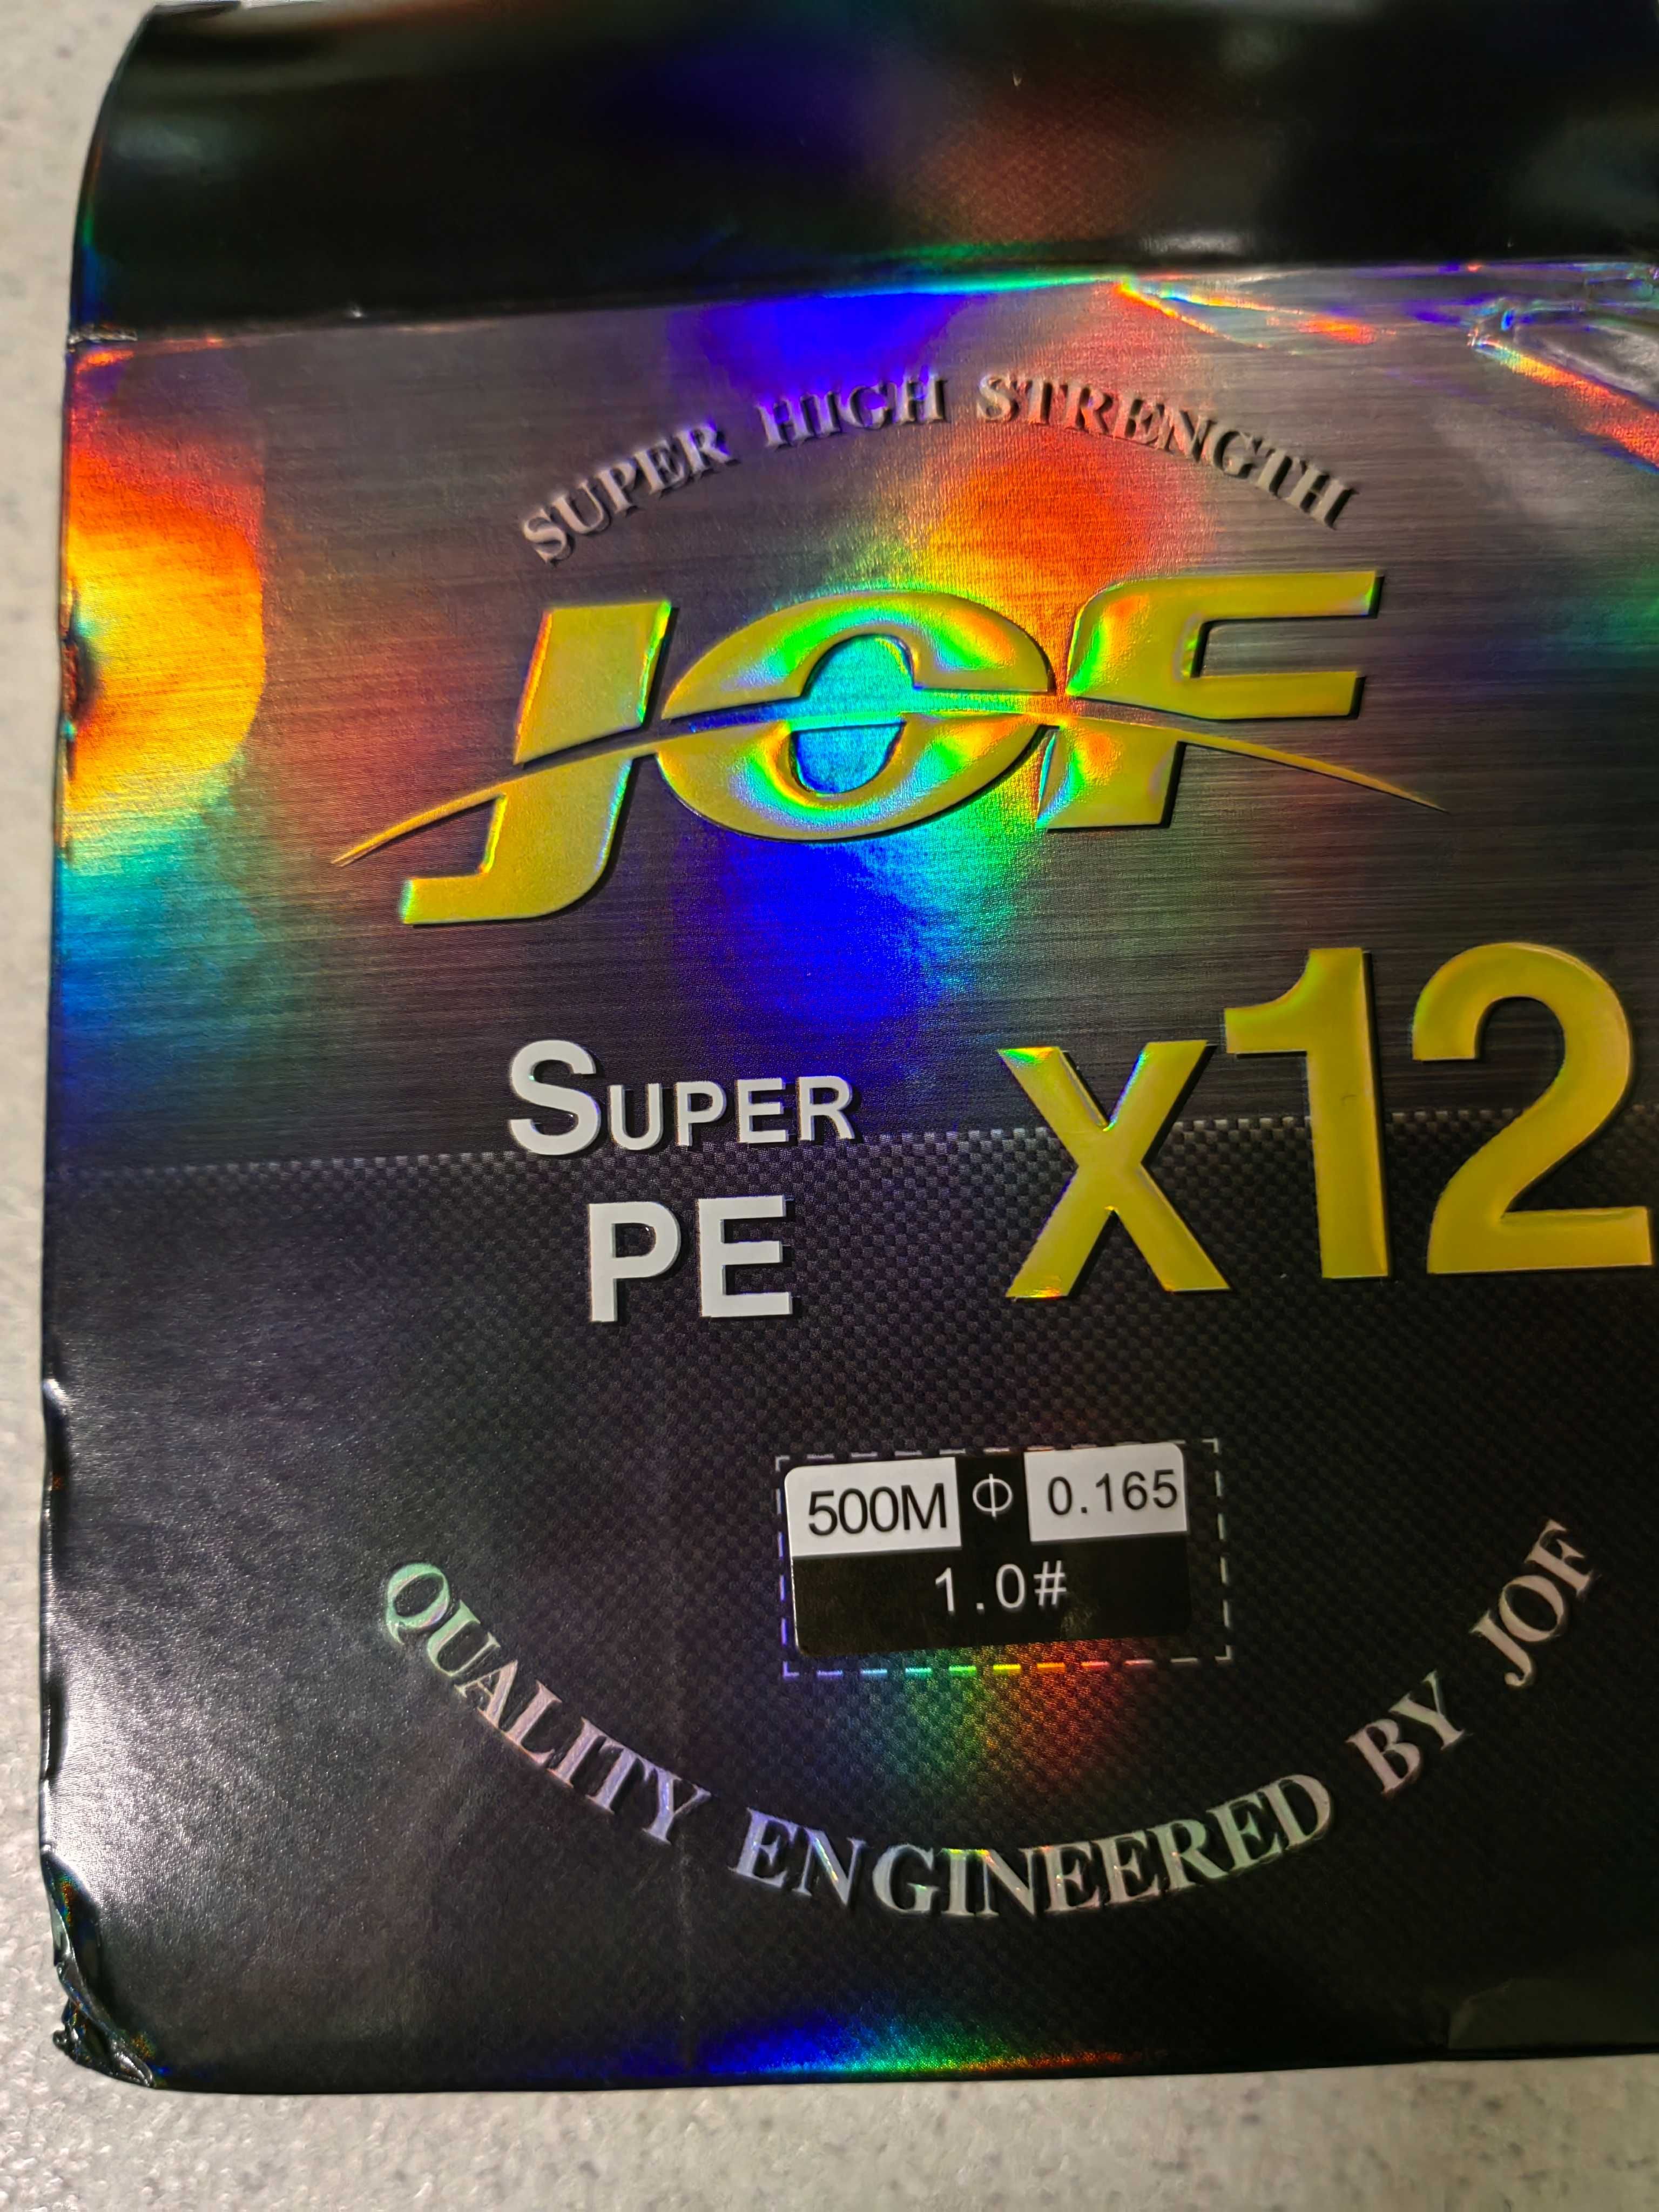 SUPER HIGH STRENGTH
JOF
SUPER
PE
X12
500M Φ 0.165
1.0#
QUALITY ENGINEERED BY JOF